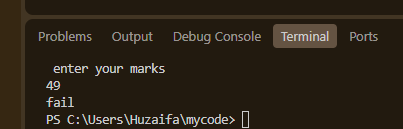 Problems Output Debug Console Terminal Ports
enter your marks
49
fail
PS C:\Users\Huzaifa\mycode>